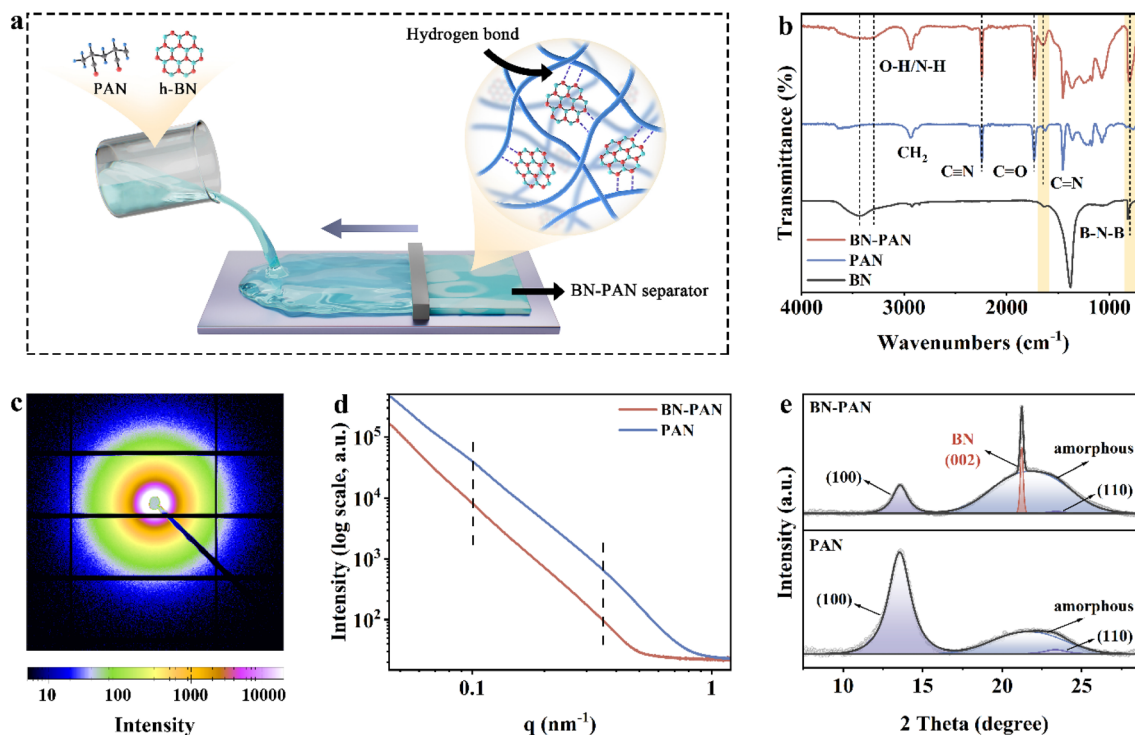 a
PAN
h-BN
Hydrogen bond
BN-PAN separator
b
Transmittance (%)
O-H/N-H
CH2
C≡N
C=O
C=N
B-N-B
BN-PAN
PAN
BN
4000 3000 2000 1000
Wavenumbers (cm-1)
c
10 100 1000 10000
Intensity
d
Intensity (log scale, a.u.)
10^5
10^4
10^3
10^2
BN-PAN
PAN
0.1 1
q (nm-1)
e
Intensity (a.u.)
BN-PAN
BN
(002)
amorphous
(100)
(110)
PAN
(100)
amorphous
(110)
10 15 20 25
2 Theta (degree)